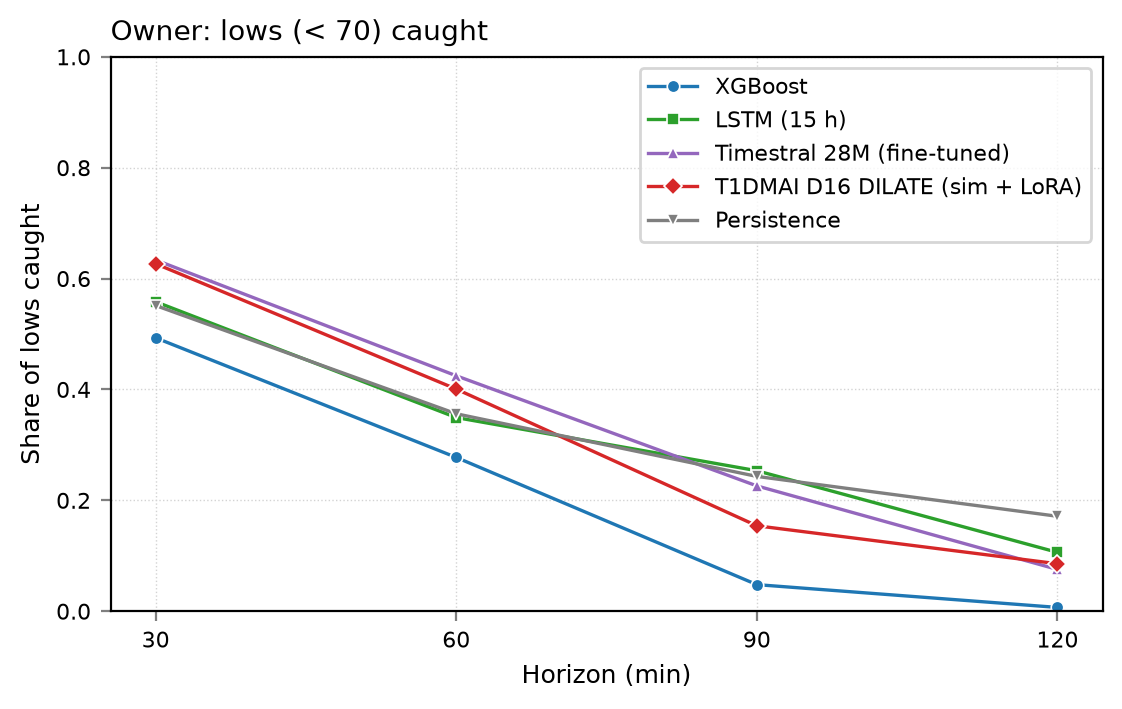 Owner: lows (< 70) caught
1.0
0.8
0.6
0.4
0.2
0.0
Share of lows caught
XGBoost
LSTM (15 h)
Timestral 28M (fine-tuned)
T1DMAI D16 DILATE (sim + LoRA)
Persistence
30 60 90 120
Horizon (min)